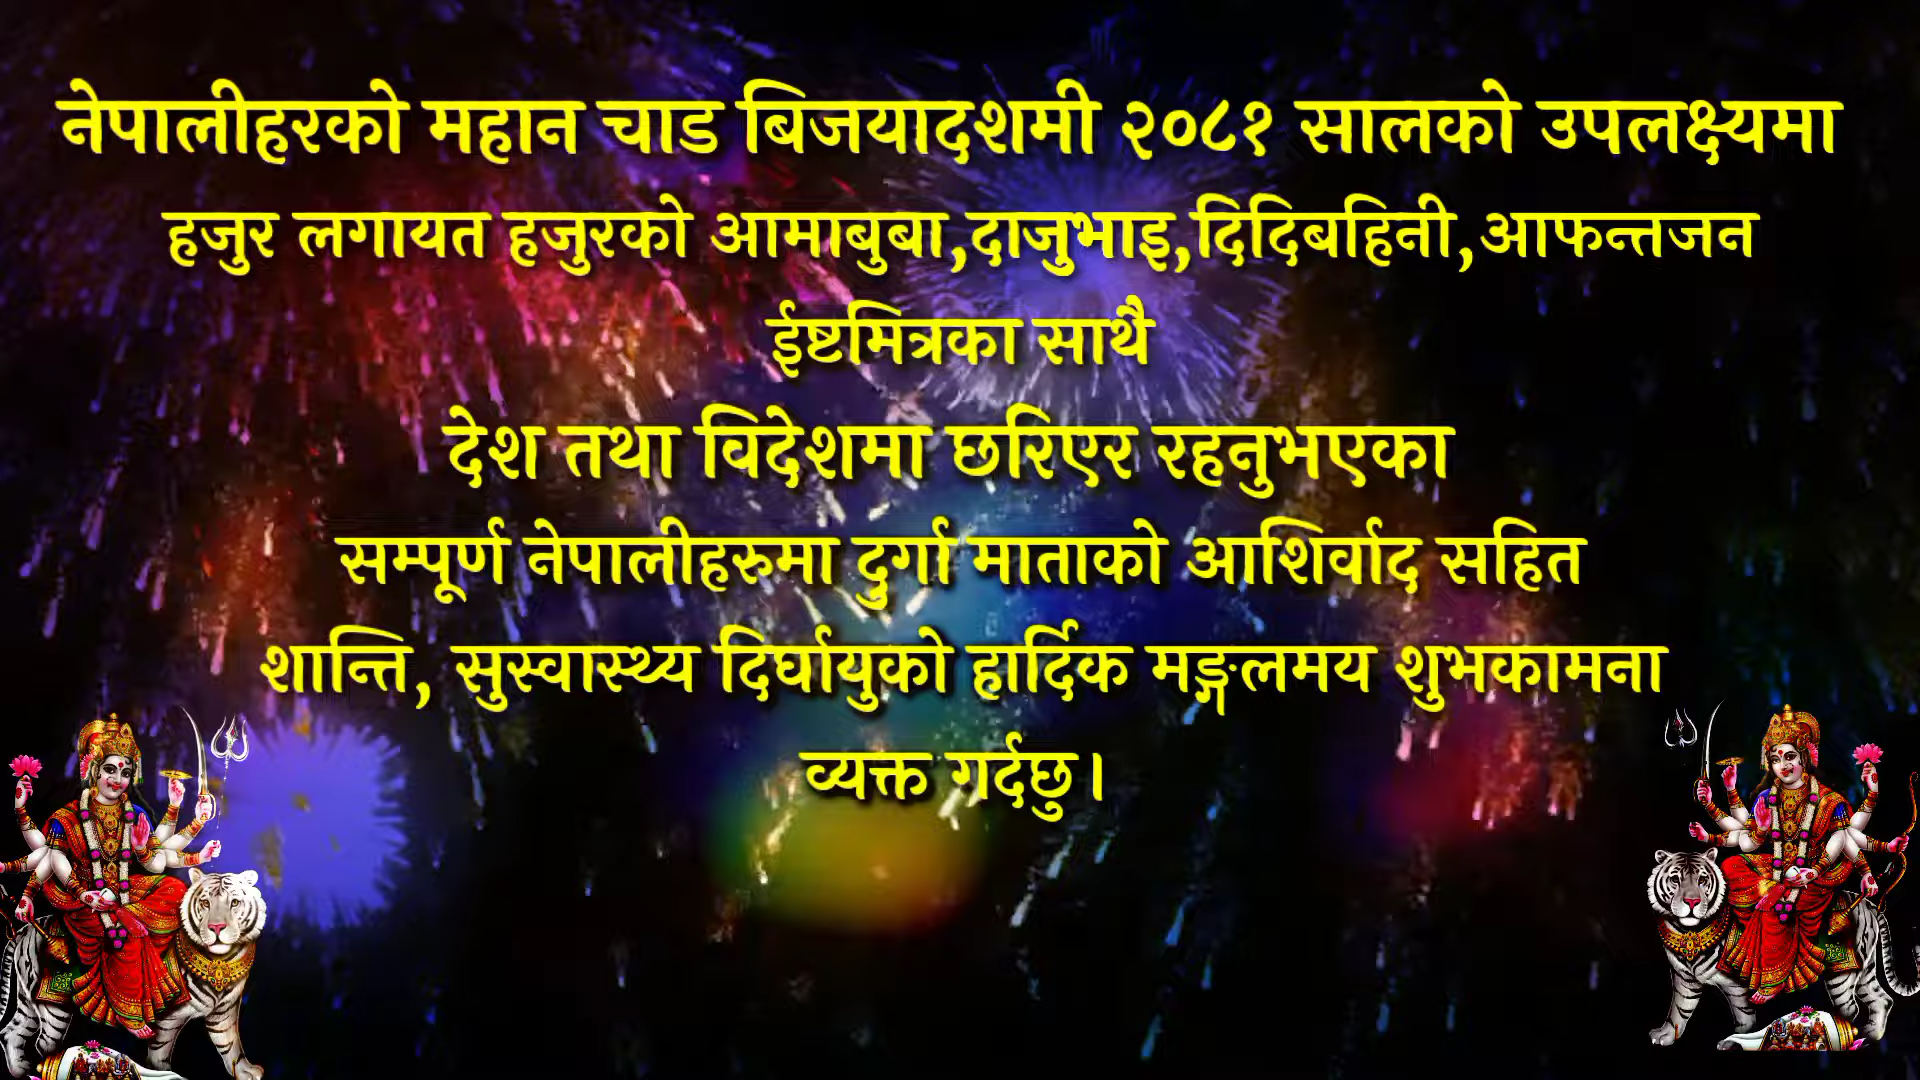 नेपालीहरको महान चाड बिजयादशमी २०८१ सालको उपलक्ष्यमा
हजुर लगायत हजुरको आमाबुबा,दाजुभाइ,दिदिबहिनी,आफन्तजन
ईष्टमित्रका साथै
देश तथा विदेशमा छरिएर रहनुभएका
सम्पूर्ण नेपालीहरुमा दुर्गा माताको आशिर्वाद सहित
शान्ति, सुस्वास्थ्य दिर्घायुको हार्दिक मङ्गलमय शुभकामना
व्यक्त गर्दछु।